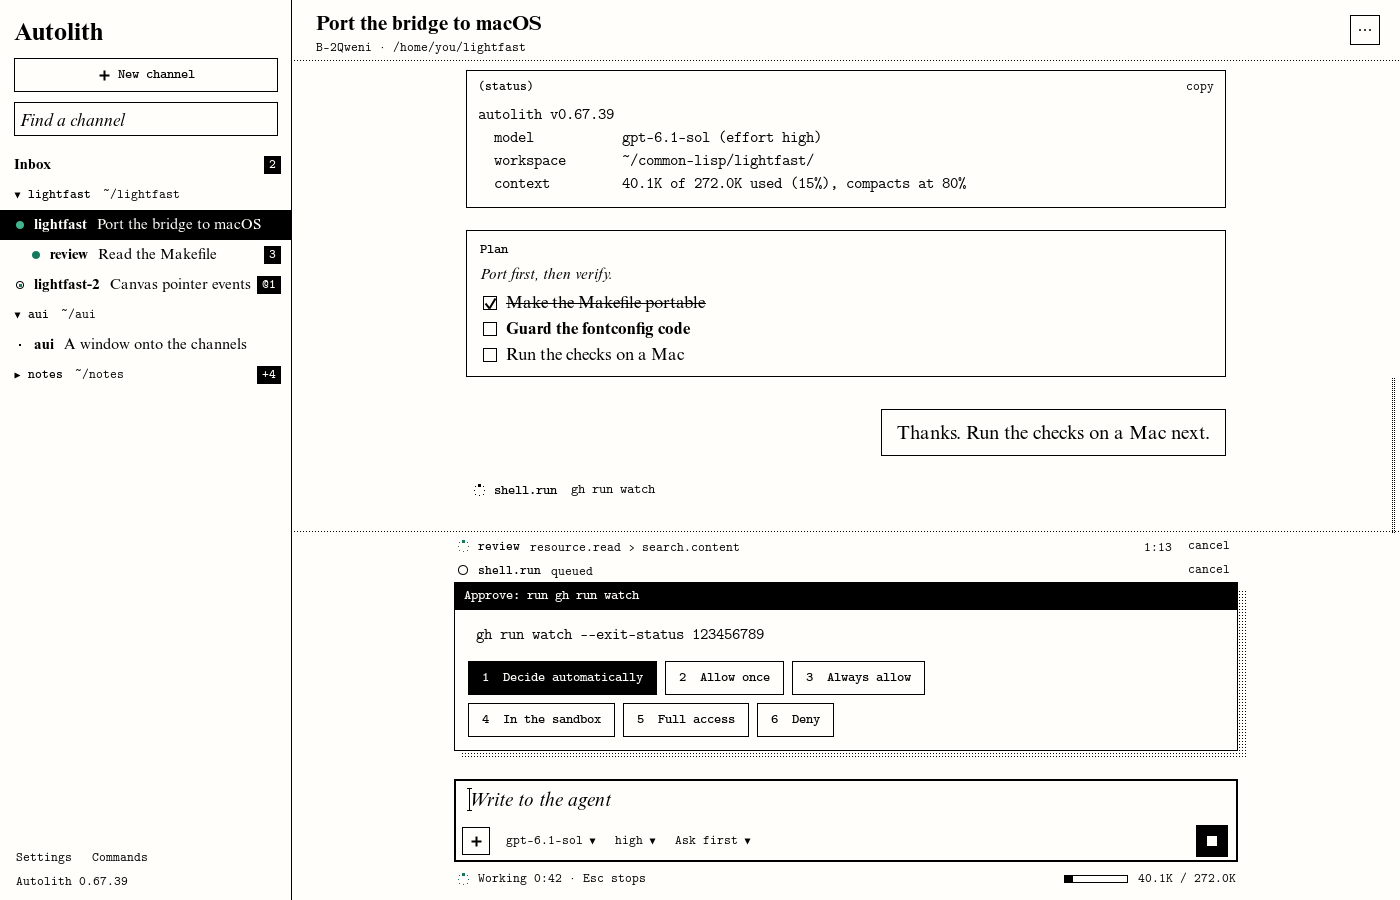 Autolith
+ New channel
Find a channel
Inbox 2
▼ lightfast ~/lightfast
lightfast Port the bridge to macOS
review Read the Makefile 3
lightfast-2 Canvas pointer events @1
▼ aui ~/aui
· aui A window onto the channels
► notes ~/notes +4
Settings Commands
Autolith 0.67.39
Port the bridge to macOS
B-2Qweni · /home/you/lightfast
...
(status) copy
autolith v0.67.39
model gpt-6.1-sol (effort high)
workspace ~/common-lisp/lightfast/
context 40.1K of 272.0K used (15%), compacts at 80%
Plan
Port first, then verify.
Make the Makefile portable
Guard the fontconfig code
Run the checks on a Mac
Thanks. Run the checks on a Mac next.
shell.run gh run watch
review resource.read > search.content 1:13 cancel
shell.run queued cancel
Approve: run gh run watch
gh run watch --exit-status 123456789
1 Decide automatically 2 Allow once 3 Always allow
4 In the sandbox 5 Full access 6 Deny
Write to the agent
+ gpt-6.1-sol ▼ high ▼ Ask first ▼
Working 0:42 · Esc stops 40.1K / 272.0K